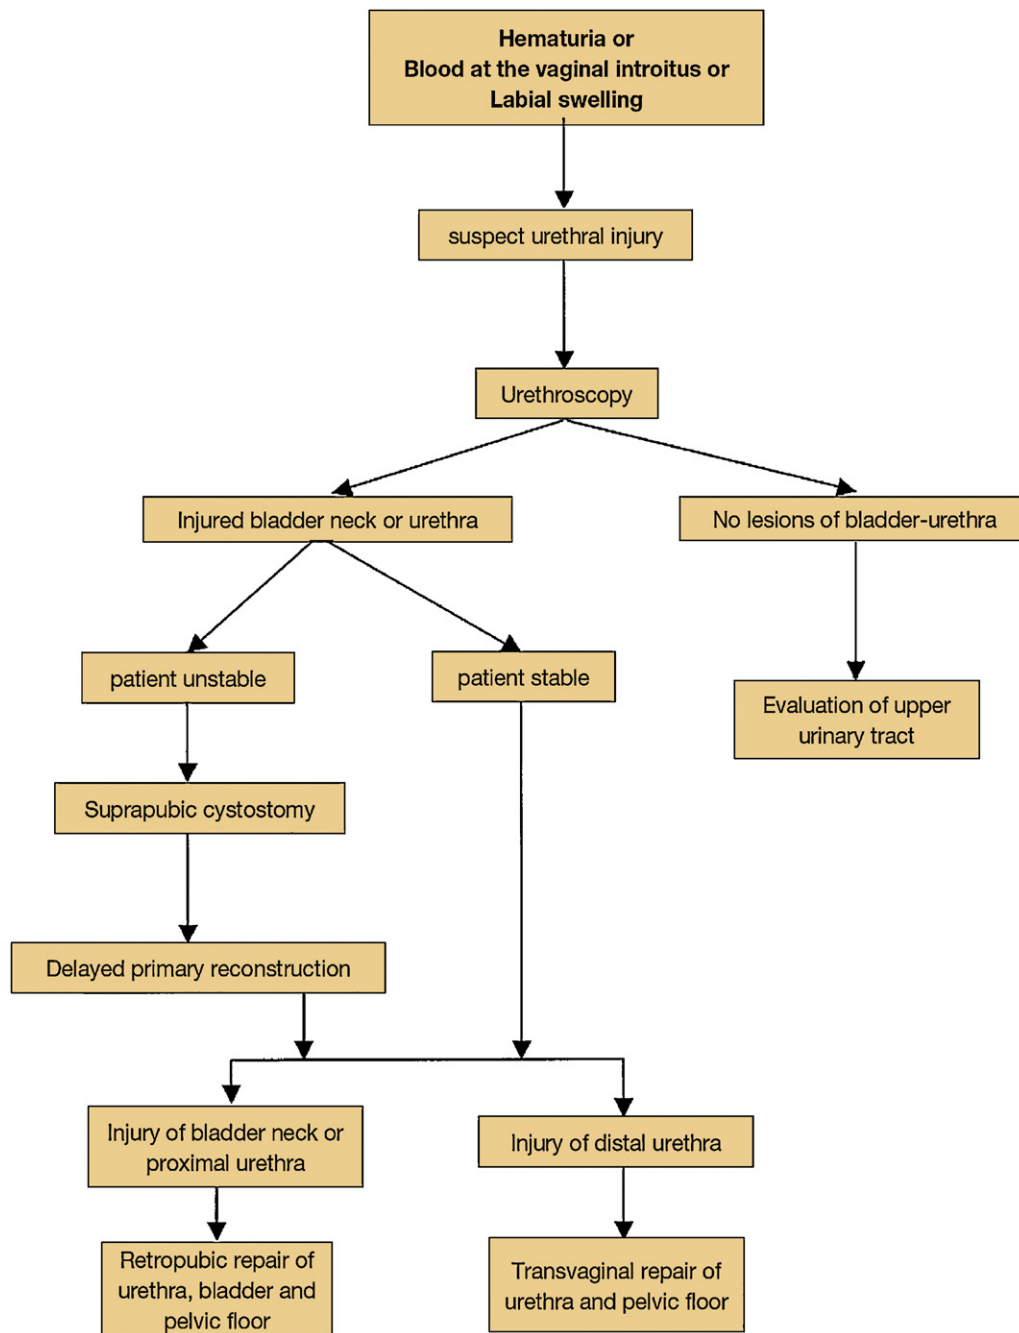 Hematuria or
Blood at the vaginal introitus or
Labial swelling
suspect urethral injury
Urethroscopy
Injured bladder neck or urethra
No lesions of bladder-urethra
patient unstable
patient stable
Evaluation of upper
urinary tract
Suprapubic cystostomy
Delayed primary reconstruction
Injury of bladder neck or
proximal urethra
Injury of distal urethra
Retropubic repair of
urethra, bladder and
pelvic floor
Transvaginal repair of
urethra and pelvic floor